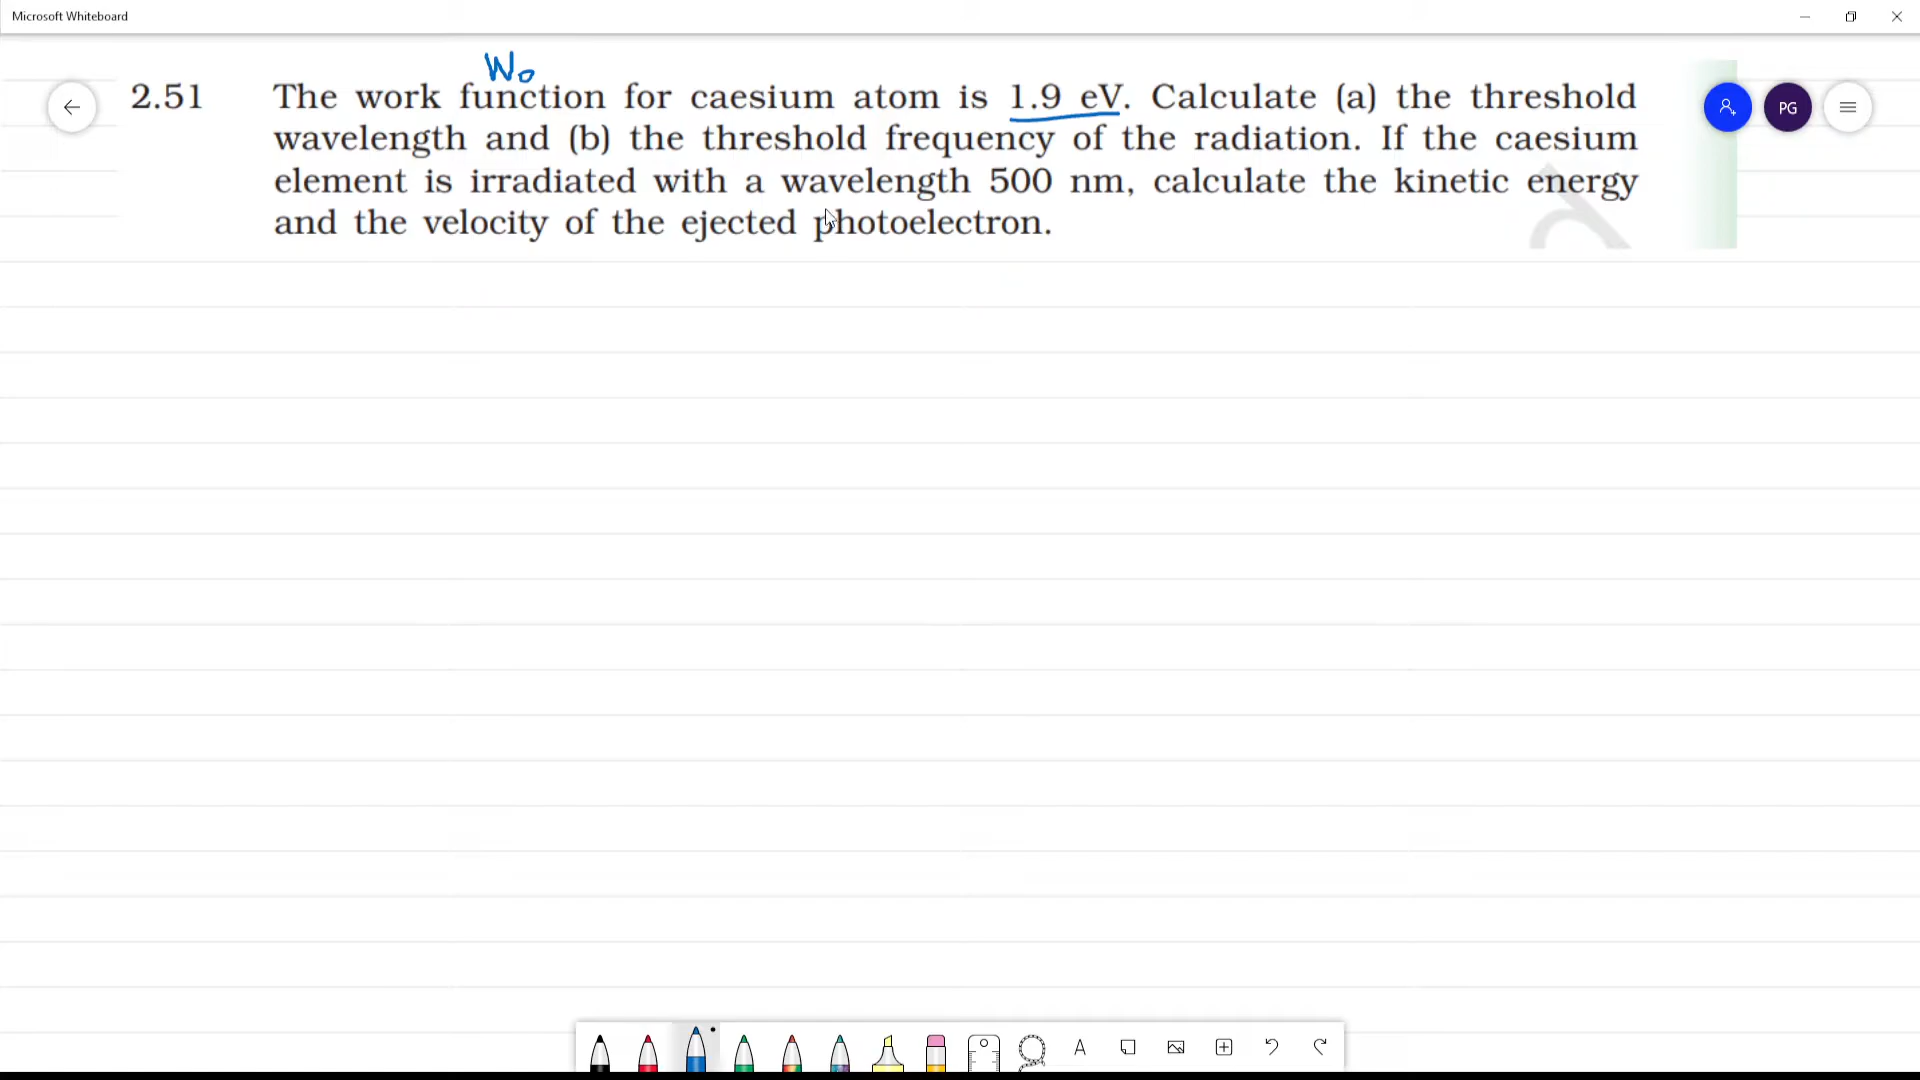 Microsoft Whiteboard
W₀
2.51 The work function for caesium atom is 1.9 eV. Calculate (a) the threshold
wavelength and (b) the threshold frequency of the radiation. If the caesium
element is irradiated with a wavelength 500 nm, calculate the kinetic energy
and the velocity of the ejected photoelectron.
PG
A